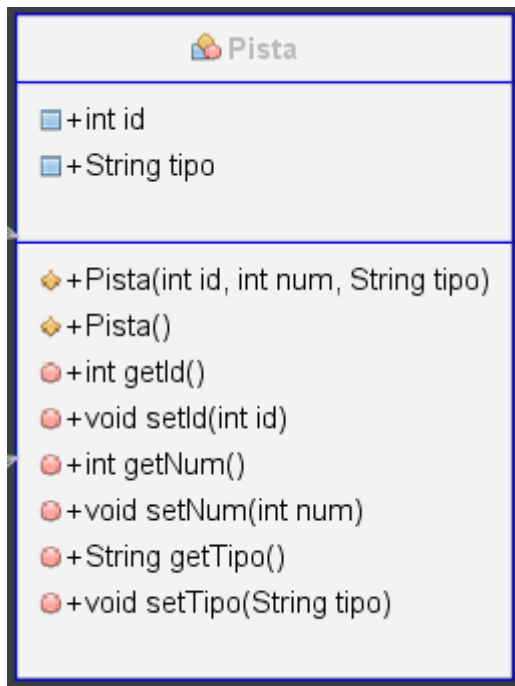 Pista
+int id
+String tipo
+Pista(int id, int num, String tipo)
+Pista()
+int getId()
+void setId(int id)
+int getNum()
+void setNum(int num)
+String getTipo()
+void setTipo(String tipo)